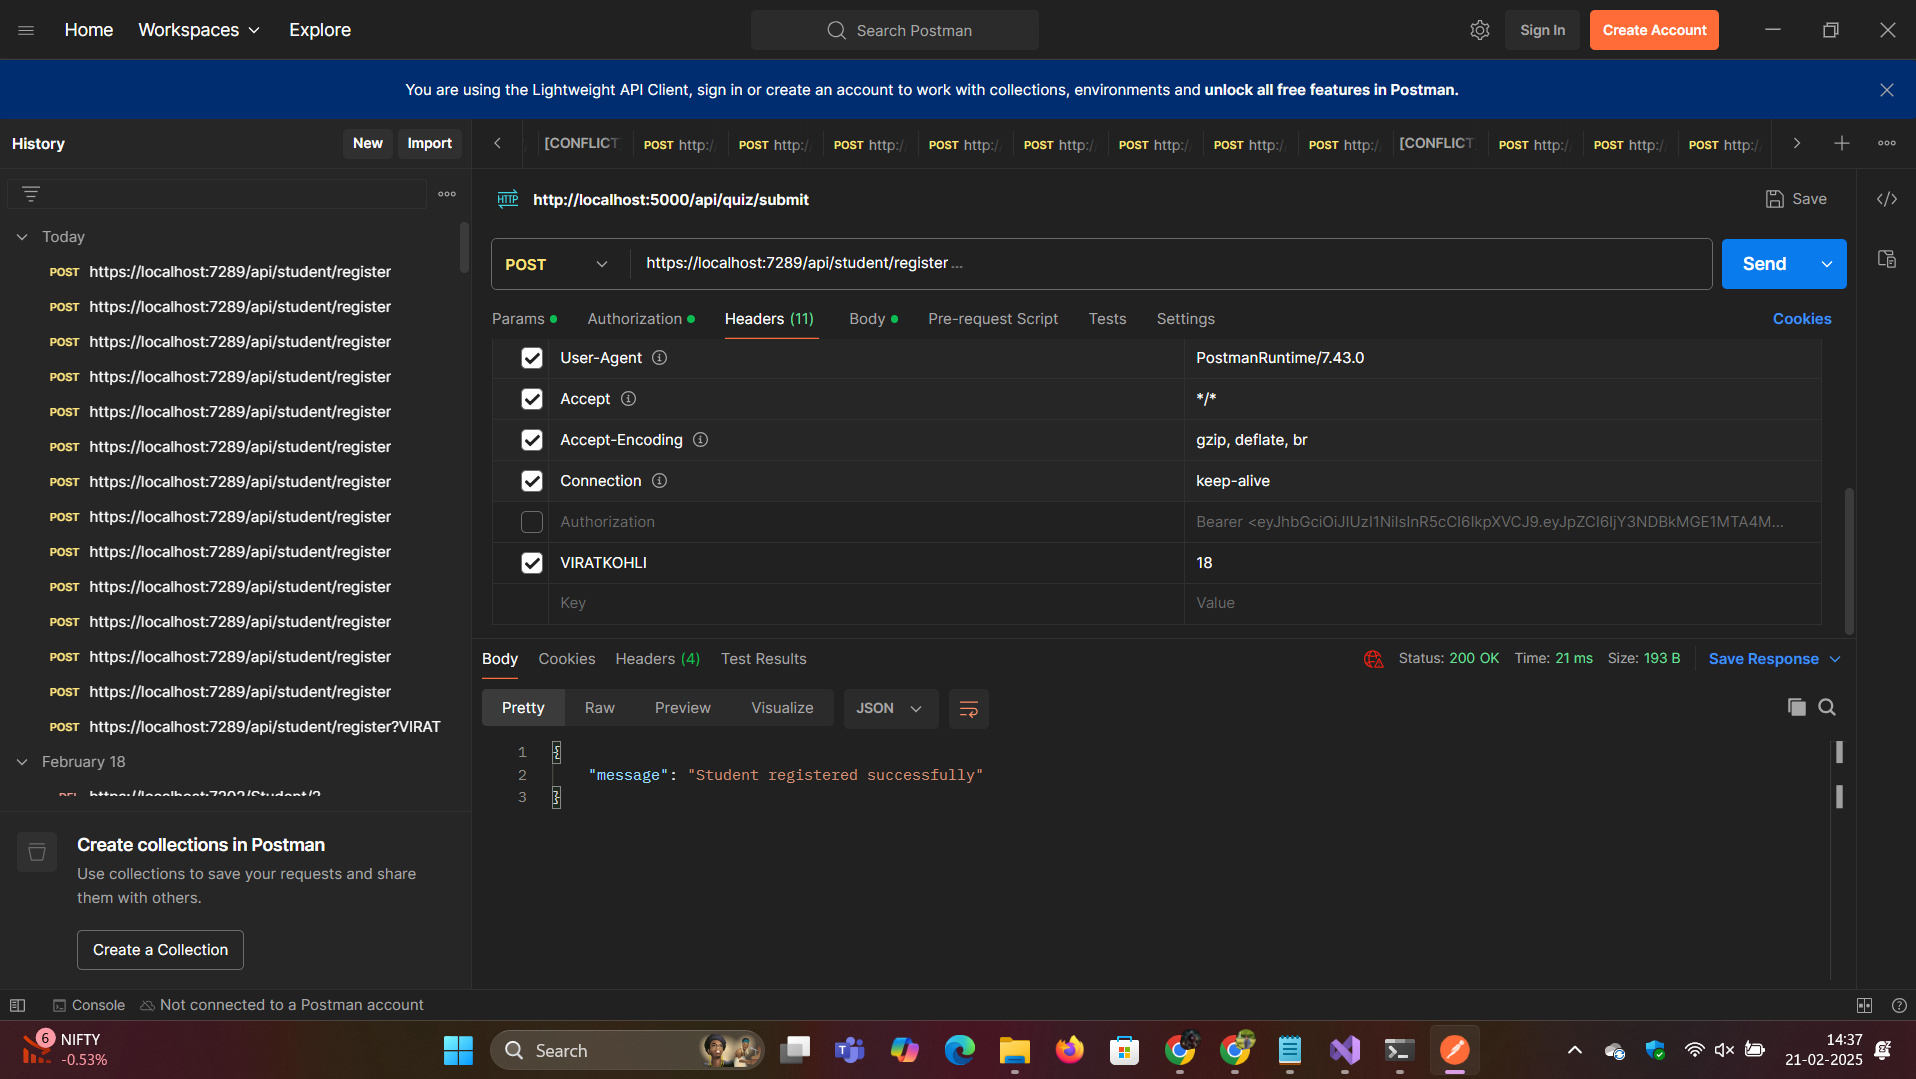 Home
Workspaces
Explore
Search Postman
Sign In
Create Account
You are using the Lightweight API Client, sign in or create an account to work with collections, environments and unlock all free features in Postman.
History
New
Import
[CONFLICT]
POST http:/
POST http:/
POST http:/
POST http:/
POST http:/
POST http:/
POST http:/
POST http:/
[CONFLICT]
POST http:/
POST http:/
POST http:/
HTTP
http://localhost:5000/api/quiz/submit
Save
Today
POST https://localhost:7289/api/student/register
POST https://localhost:7289/api/student/register
POST https://localhost:7289/api/student/register
POST https://localhost:7289/api/student/register
POST https://localhost:7289/api/student/register
POST https://localhost:7289/api/student/register
POST https://localhost:7289/api/student/register
POST https://localhost:7289/api/student/register
POST https://localhost:7289/api/student/register
POST https://localhost:7289/api/student/register
POST https://localhost:7289/api/student/register
POST https://localhost:7289/api/student/register
POST https://localhost:7289/api/student/register
POST https://localhost:7289/api/student/register?VIRAT
February 18
POST
https://localhost:7289/api/student/register ...
Send
Params
Authorization
Headers (11)
Body
Pre-request Script
Tests
Settings
Cookies
User-Agent
PostmanRuntime/7.43.0
Accept
*/*
Accept-Encoding
gzip, deflate, br
Connection
keep-alive
Authorization
Bearer <eyJhbGciOiJIUzI1NiIsInR5cCI6IkpXVCJ9.eyJpZCI6IjY3NDBkMGE1MTA4M...
VIRATKOHLI
18
Key
Value
Body
Cookies
Headers (4)
Test Results
Status: 200 OK
Time: 21 ms
Size: 193 B
Save Response
Pretty
Raw
Preview
Visualize
JSON
1 {
2 "message": "Student registered successfully"
3 }
Create collections in Postman
Use collections to save your requests and share
them with others.
Create a Collection
Console
Not connected to a Postman account
6
NIFTY
-0.53%
Search
14:37
21-02-2025